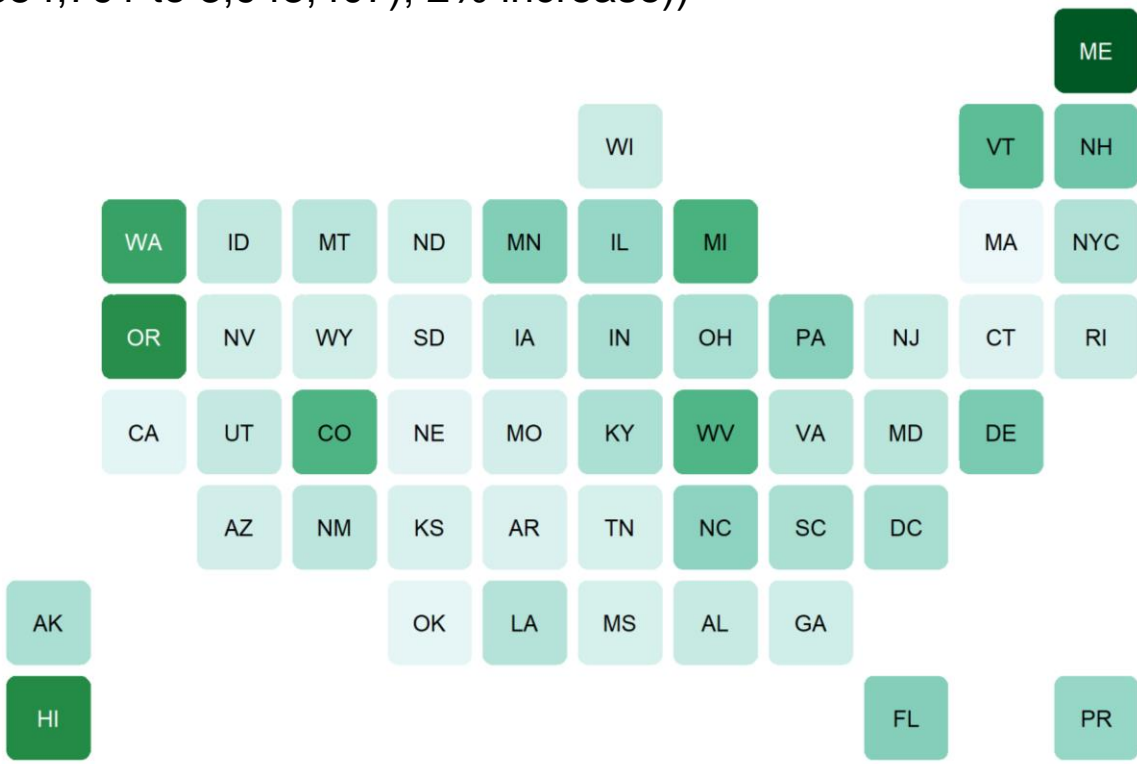 ME
WI VT NH
WA ID MT ND MN IL MI MA NYC
OR NV WY SD IA IN OH PA NJ CT RI
CA UT CO NE MO KY WV VA MD DE
AZ NM KS AR TN NC SC DC
AK OK LA MS AL GA
HI FL PR